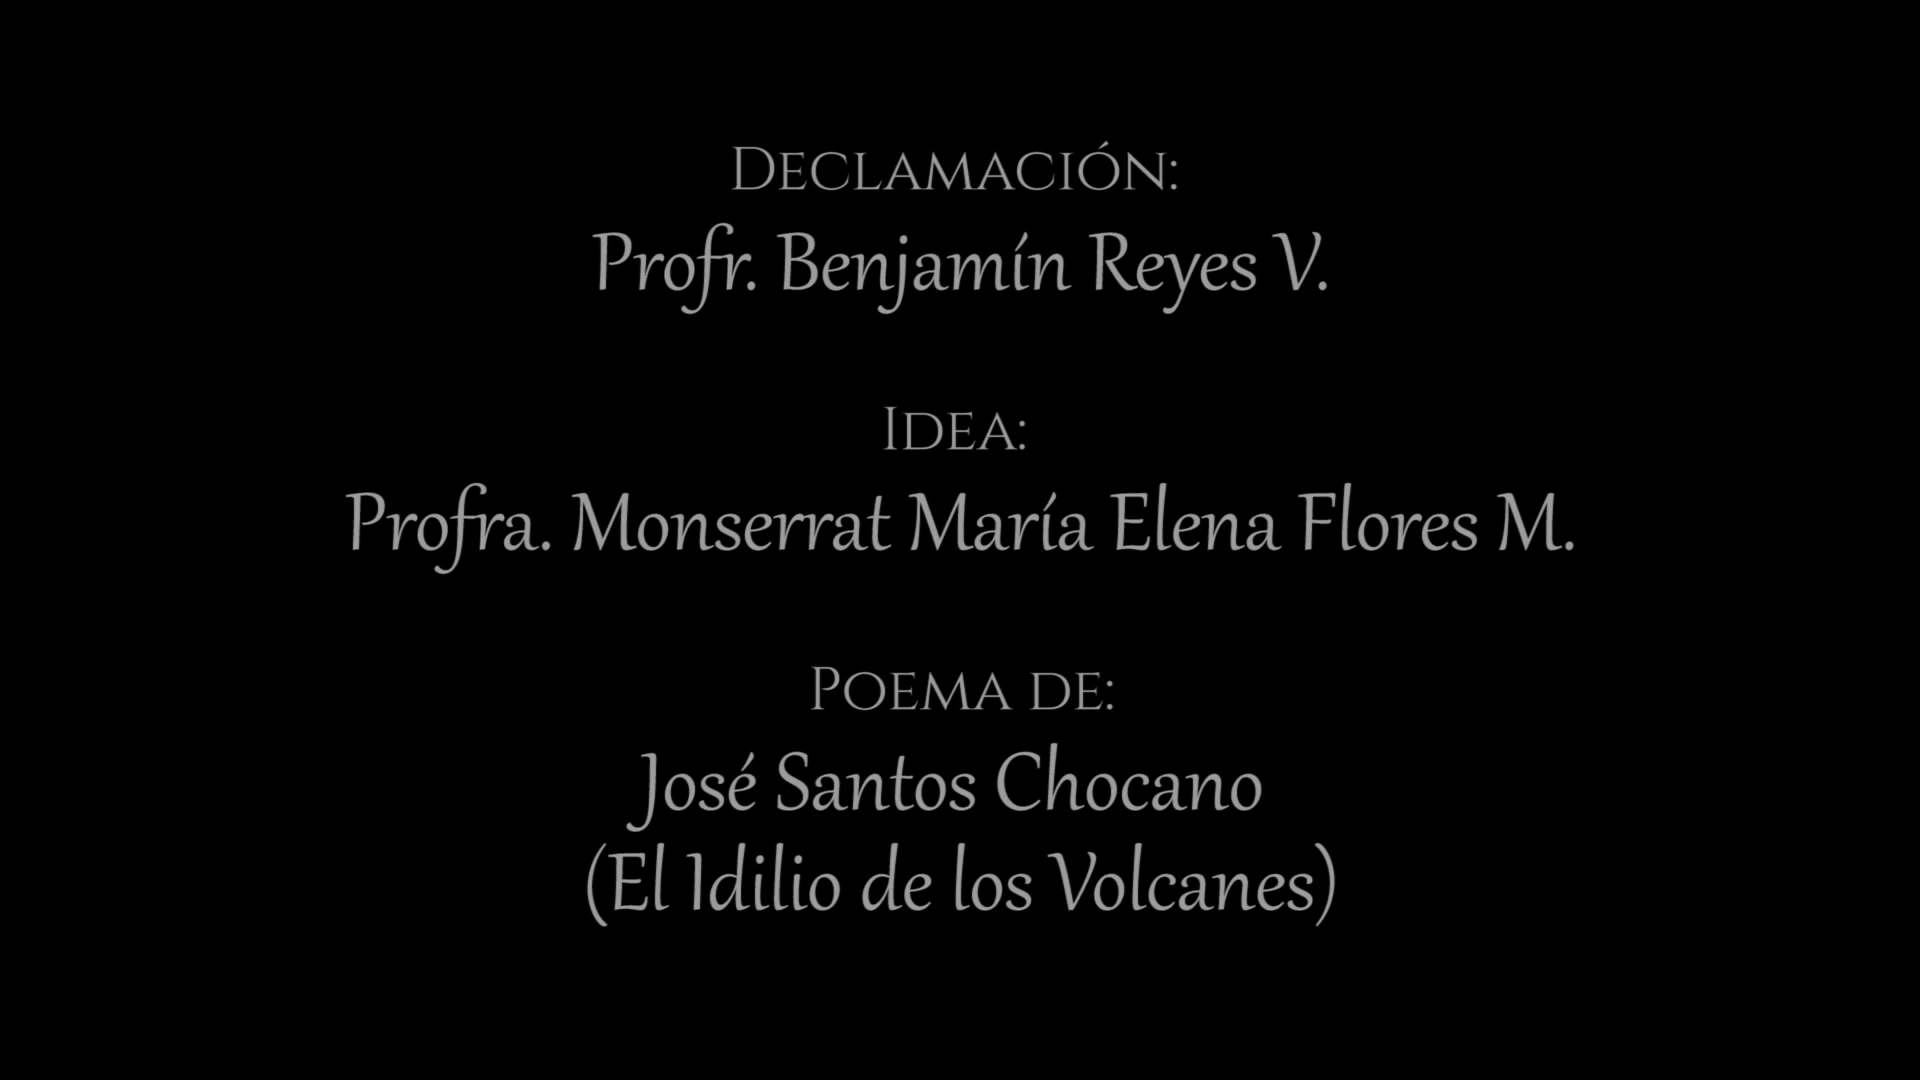 Declamación:
Profr. Benjamín Reyes V.
Idea:
Profra. Monserrat María Elena Flores M.
Poema de:
José Santos Chocano
(El Idilio de los Volcanes)